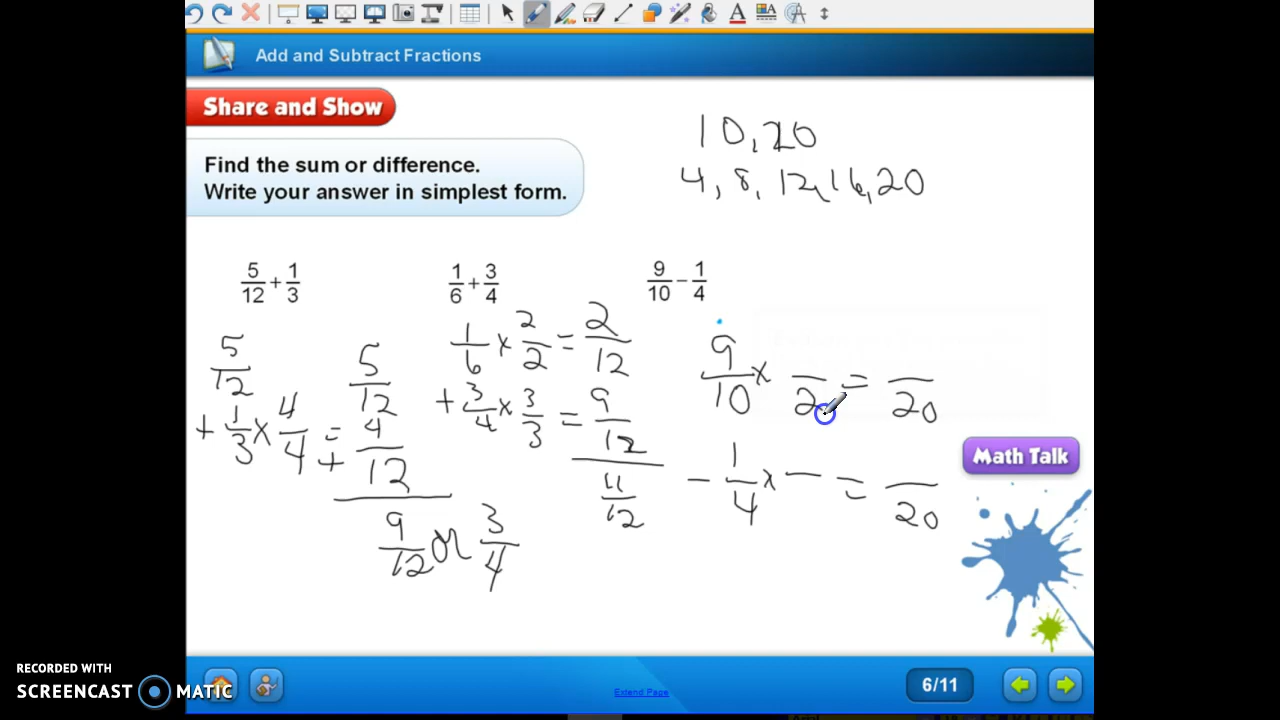 Add and Subtract Fractions
Share and Show
10, 20
Find the sum or difference.
Write your answer in simplest form.
4, 8, 12, 16, 20
5/12 + 1/3
1/6 + 3/4
9/10 − 1/4
5/12
+ 1/3 x 4/4 =
5/12
+ 4/12
9/12 or 3/4
1/6 x 2/2 = 2/12
+ 3/4 x 3/3 = 9/12
11/12
9/10 x /2 = /20
− 1/4 x — = /20
Math Talk
RECORDED WITH
SCREENCAST MATIC
Extend Page
6/11